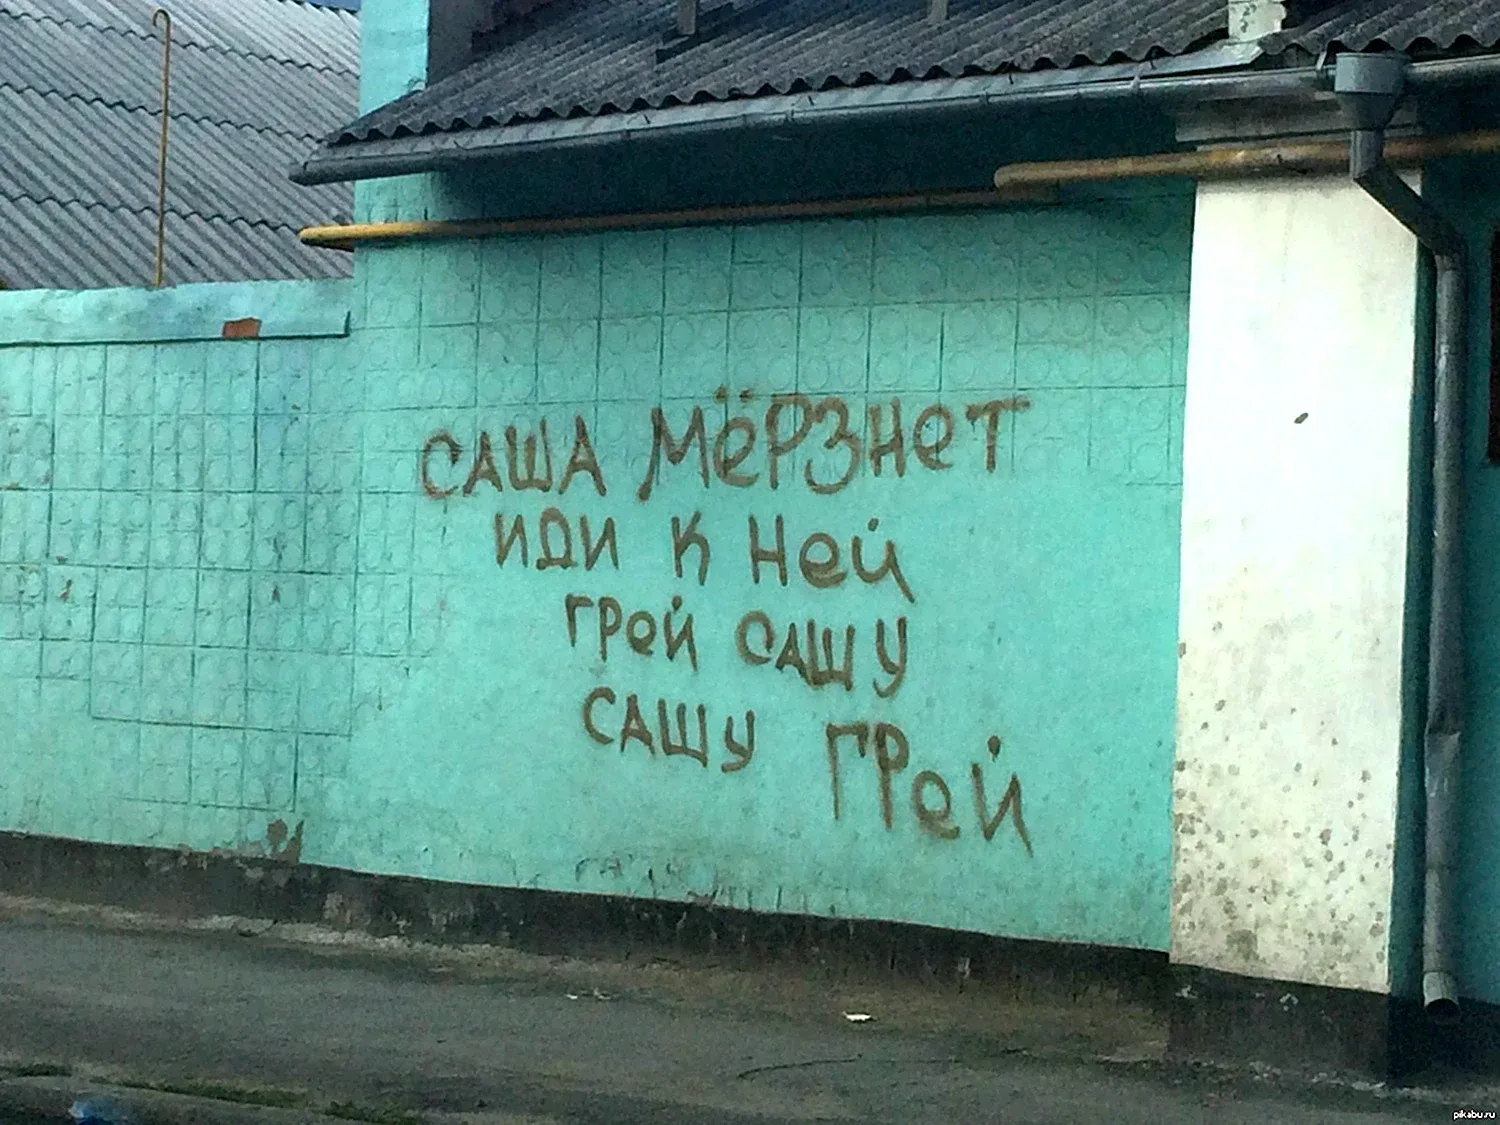 САША МЁРЗНЕТ
ИДИ К НЕЙ
ГРЕЙ САШУ
САШУ ГРЕЙ
pikabu.ru